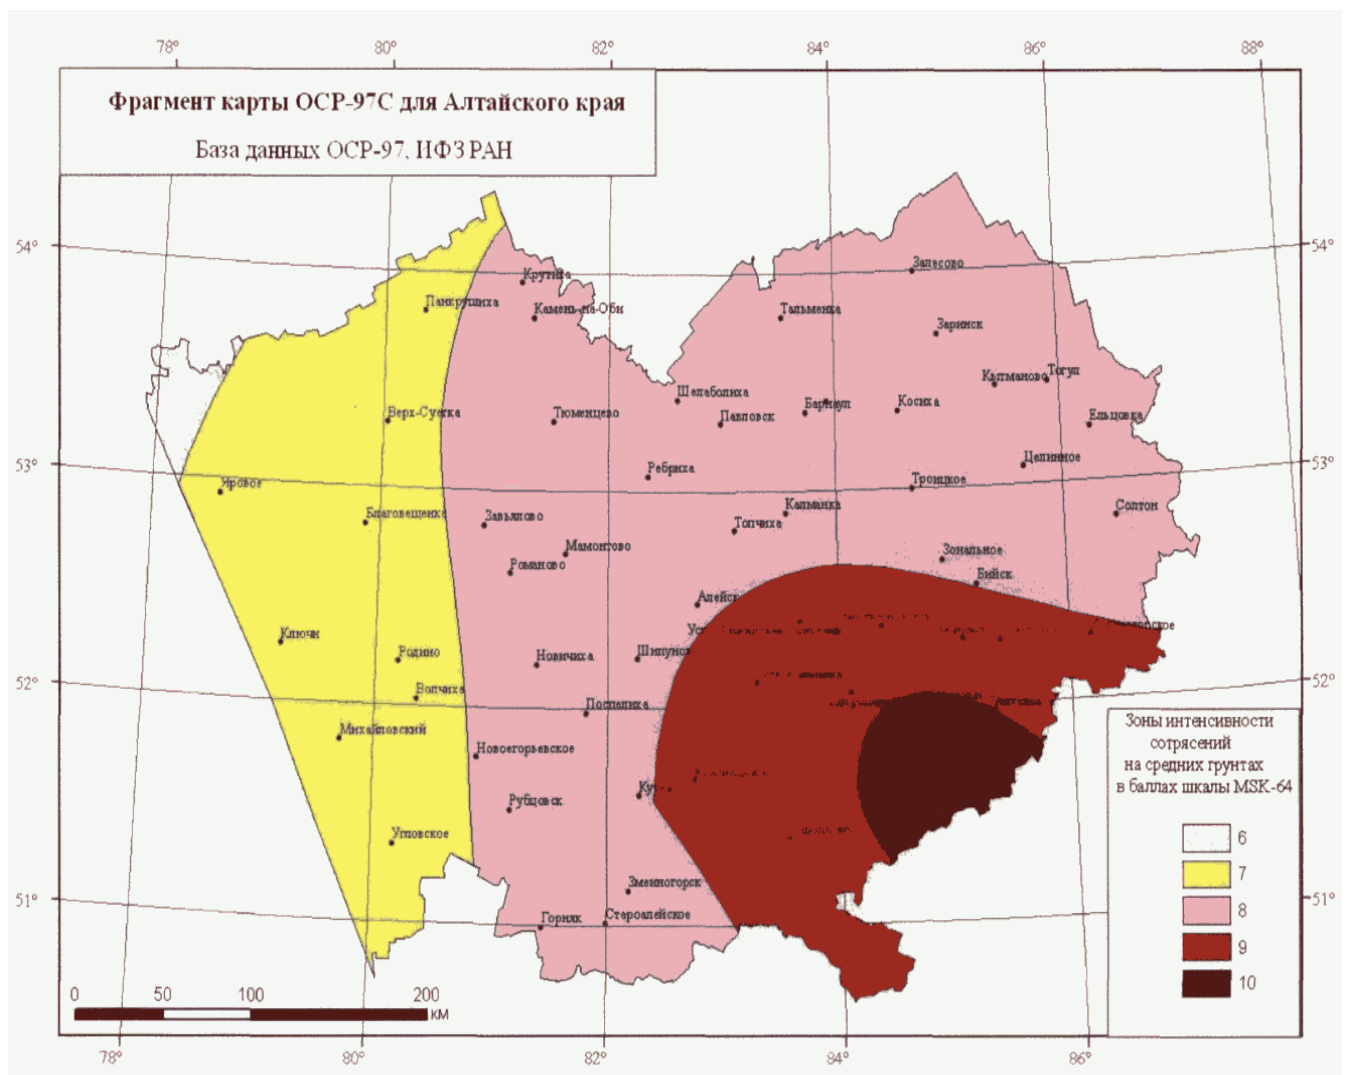 78° 80° 82° 84° 86° 88°
Фрагмент карты ОСР-97С для Алтайского края
База данных ОСР-97, ИФЗ РАН
54° 54°
Залесово
Крутиха
Панкрушиха
Камень-на-Оби
Тальменка
Заринск
Тогул
Кытманово
Шелаболиха
Барнаул
Косиха
Верх-Суетка
Тюменцево
Павловск
Ельцовка
53° 53°
Целинное
Ребриха
Яровое
Троицкое
Благовещенка
Завьялово
Калманка
Солтон
Топчиха
Мамонтово
Зональное
Романово
Бийск
Алейск
Ключи
Родино
Новичиха
Шипунов
52° 52°
Волчиха
Поспелиха
Михайловский
Новоегорьевское
Рубцовск
Угловское
Змеиногорск
51° 51°
Горняк
Староалейское
Зоны интенсивности
сотрясений
на средних грунтах
в баллах шкалы MSK-64
6
7
8
9
10
0 50 100 200
км
78° 80° 82° 84° 86°